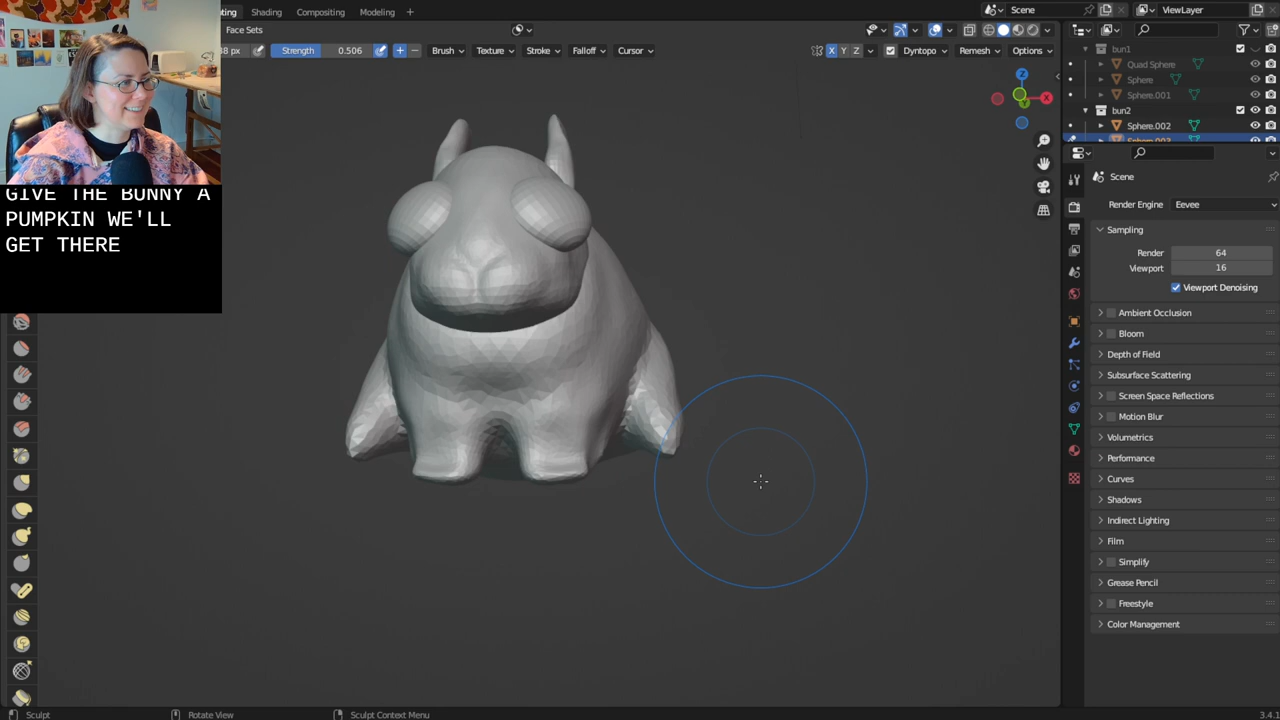 Shading Compositing Modeling +
Scene
ViewLayer
Face Sets
Strength 0.506
Brush Texture Stroke Falloff Cursor
X Y Z
Dyntopo Remesh Options
bun1
Quad Sphere
Sphere
Sphere.001
bun2
Sphere.002
GIVE THE BUNNY A
PUMPKIN WE'LL
GET THERE
Z
X
Y
Scene
Render Engine Eevee
Sampling
Render 64
Viewport 16
Viewport Denoising
Ambient Occlusion
Bloom
Depth of Field
Subsurface Scattering
Screen Space Reflections
Motion Blur
Volumetrics
Performance
Curves
Shadows
Indirect Lighting
Film
Simplify
Grease Pencil
Freestyle
Color Management
Sculpt Rotate View Sculpt Context Menu